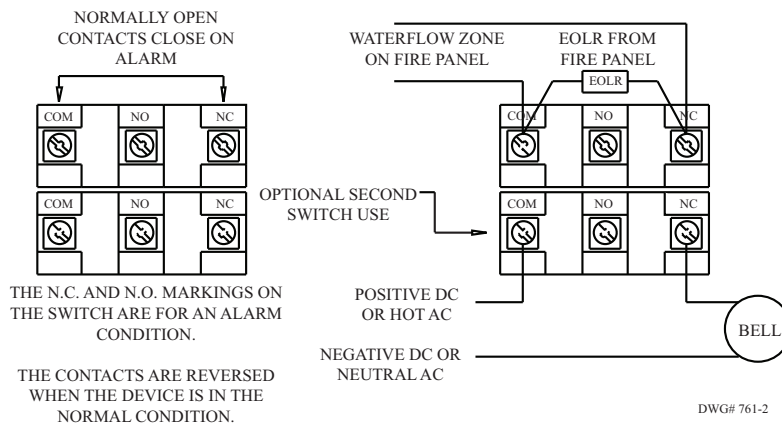 NORMALLY OPEN
CONTACTS CLOSE ON
ALARM
COM
NO
NC
COM
NO
NC
THE N.C. AND N.O. MARKINGS ON
THE SWITCH ARE FOR AN ALARM
CONDITION.
THE CONTACTS ARE REVERSED
WHEN THE DEVICE IS IN THE
NORMAL CONDITION.
WATERFLOW ZONE
ON FIRE PANEL
EOLR FROM
FIRE PANEL
EOLR
COM
NO
NC
OPTIONAL SECOND
SWITCH USE
COM
NO
NC
POSITIVE DC
OR HOT AC
BELL
NEGATIVE DC OR
NEUTRAL AC
DWG# 761-2